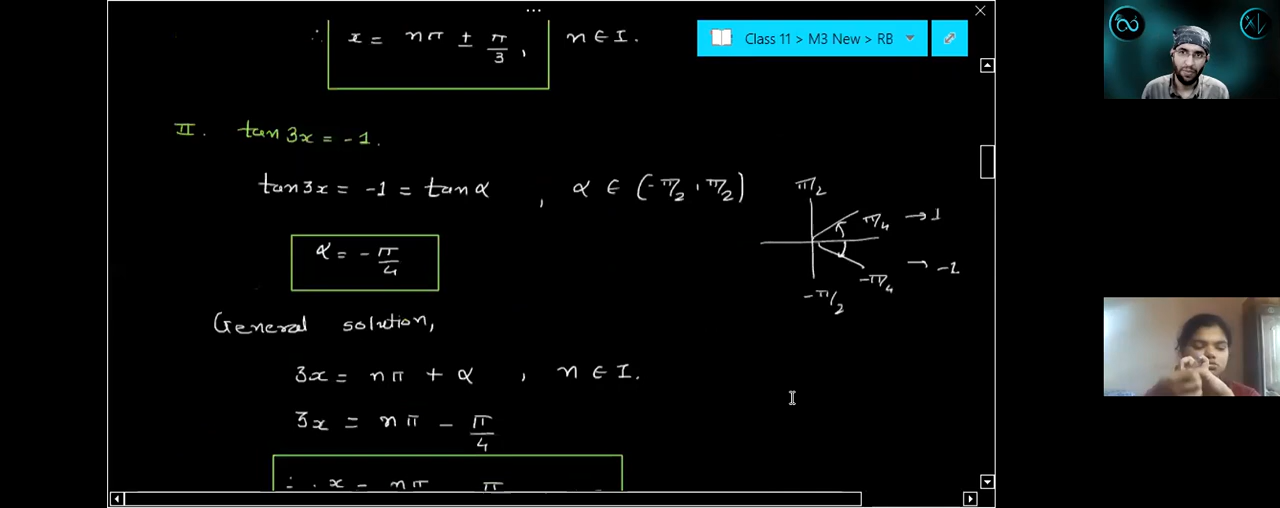 ∴ x = nπ ± π/3, n ∈ I.
Class 11 > M3 New > RB
II. tan 3x = -1.
tan 3x = -1 = tan α , α ∈ (-π/2, π/2)
π/2
π/4 → 1
-π/4 → -1
-π/2
α = -π/4
General solution,
3x = nπ + α , n ∈ I.
3x = nπ - π/4
∴ x = nπ π